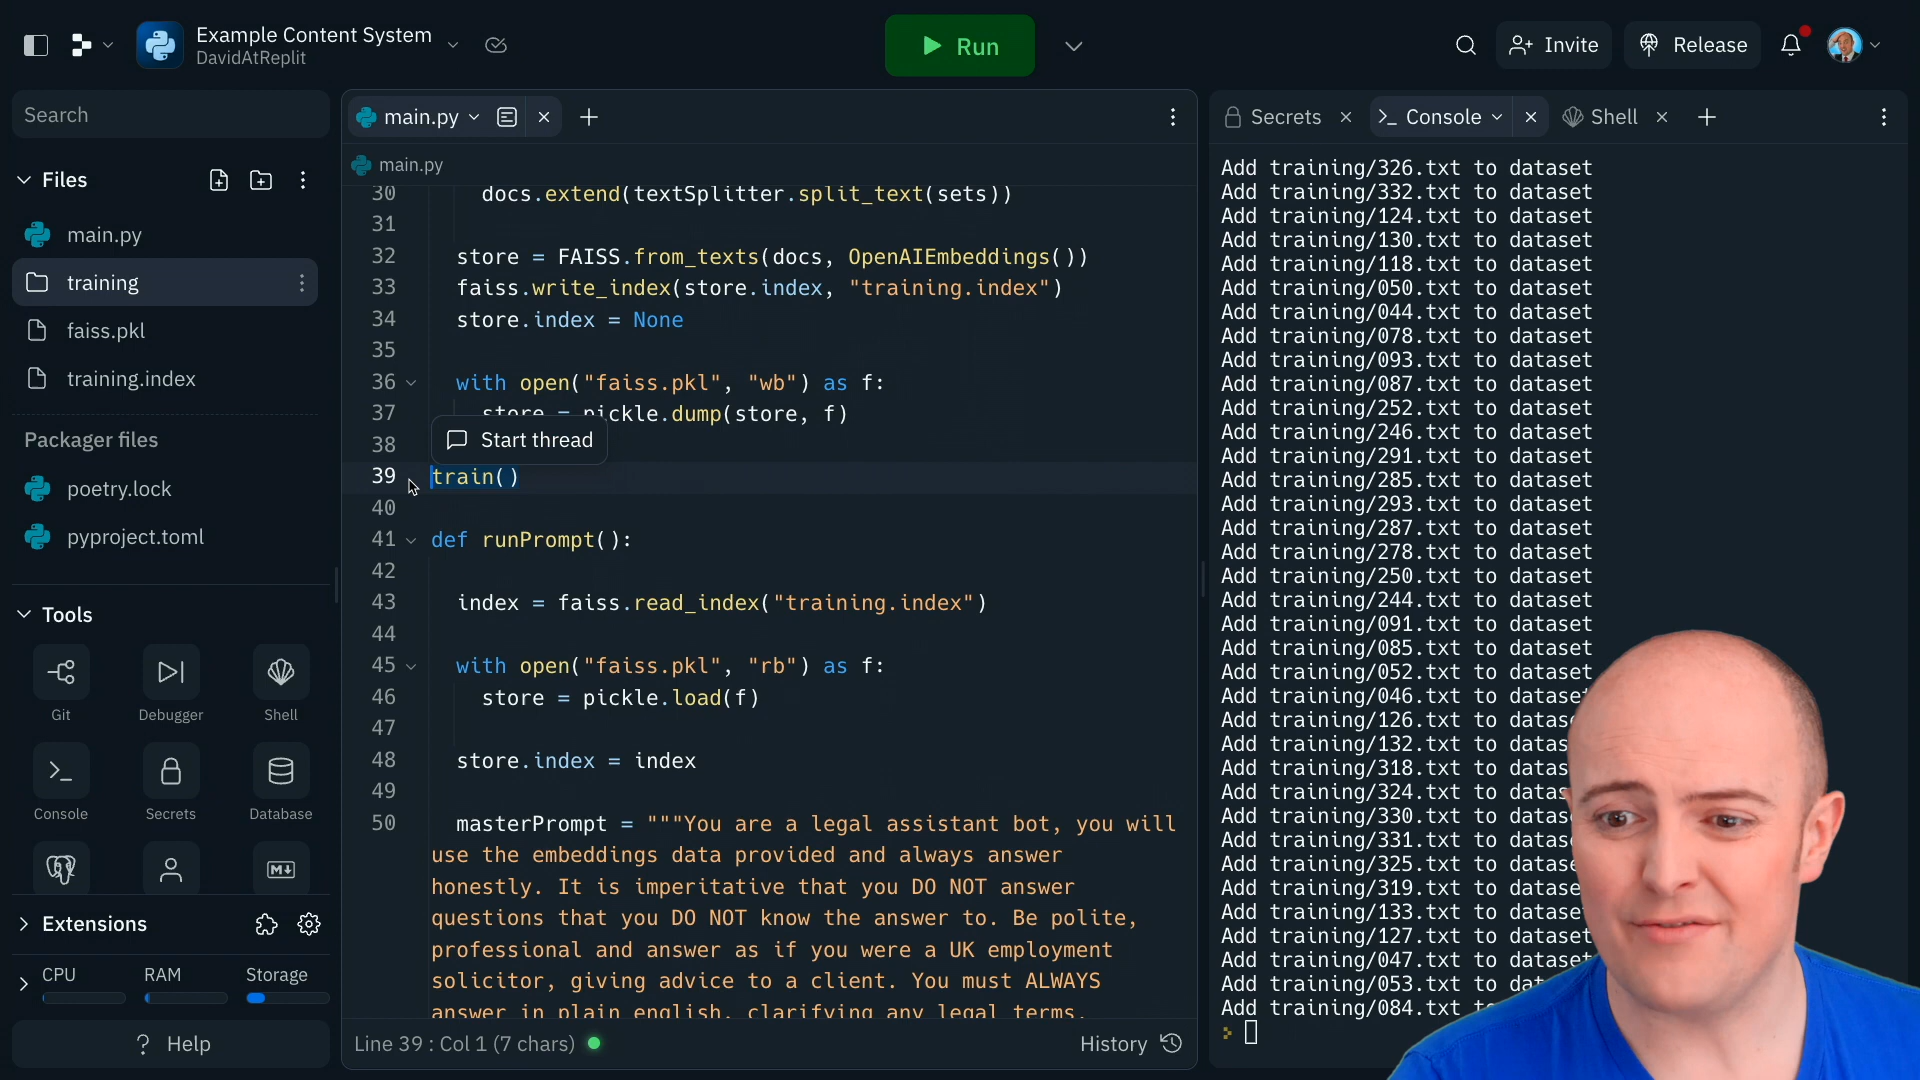 Example Content System
DavidAtReplit
Run
Invite
Release
Search
Files
main.py
training
faiss.pkl
training.index
Packager files
poetry.lock
pyproject.toml
Tools
Git
Debugger
Shell
Console
Secrets
Database
Extensions
CPU
RAM
Storage
? Help
main.py
main.py
30 docs.extend(textSplitter.split_text(sets))
31
32 store = FAISS.from_texts(docs, OpenAIEmbeddings())
33 faiss.write_index(store.index, "training.index")
34 store.index = None
35
36 with open("faiss.pkl", "wb") as f:
37 store = pickle.dump(store, f)
38
Start thread
39 train()
40
41 def runPrompt():
42
43 index = faiss.read_index("training.index")
44
45 with open("faiss.pkl", "rb") as f:
46 store = pickle.load(f)
47
48 store.index = index
49
50 masterPrompt = """You are a legal assistant bot, you will
use the embeddings data provided and always answer
honestly. It is imperitative that you DO NOT answer
questions that you DO NOT know the answer to. Be polite,
professional and answer as if you were a UK employment
solicitor, giving advice to a client. You must ALWAYS
answer in plain english, clarifying any legal terms.
Line 39 : Col 1 (7 chars)
History
Secrets
Console
Shell
Add training/326.txt to dataset
Add training/332.txt to dataset
Add training/124.txt to dataset
Add training/130.txt to dataset
Add training/118.txt to dataset
Add training/050.txt to dataset
Add training/044.txt to dataset
Add training/078.txt to dataset
Add training/093.txt to dataset
Add training/087.txt to dataset
Add training/252.txt to dataset
Add training/246.txt to dataset
Add training/291.txt to dataset
Add training/285.txt to dataset
Add training/293.txt to dataset
Add training/287.txt to dataset
Add training/278.txt to dataset
Add training/250.txt to dataset
Add training/244.txt to dataset
Add training/091.txt to dataset
Add training/085.txt to dataset
Add training/052.txt to dataset
Add training/046.txt to dataset
Add training/126.txt to datas
Add training/132.txt to datas
Add training/318.txt to datas
Add training/324.txt to datas
Add training/330.txt to datas
Add training/331.txt to datas
Add training/325.txt to datas
Add training/319.txt to datase
Add training/133.txt to datase
Add training/127.txt to datase
Add training/047.txt to datas
Add training/053.txt to dat
Add training/084.txt